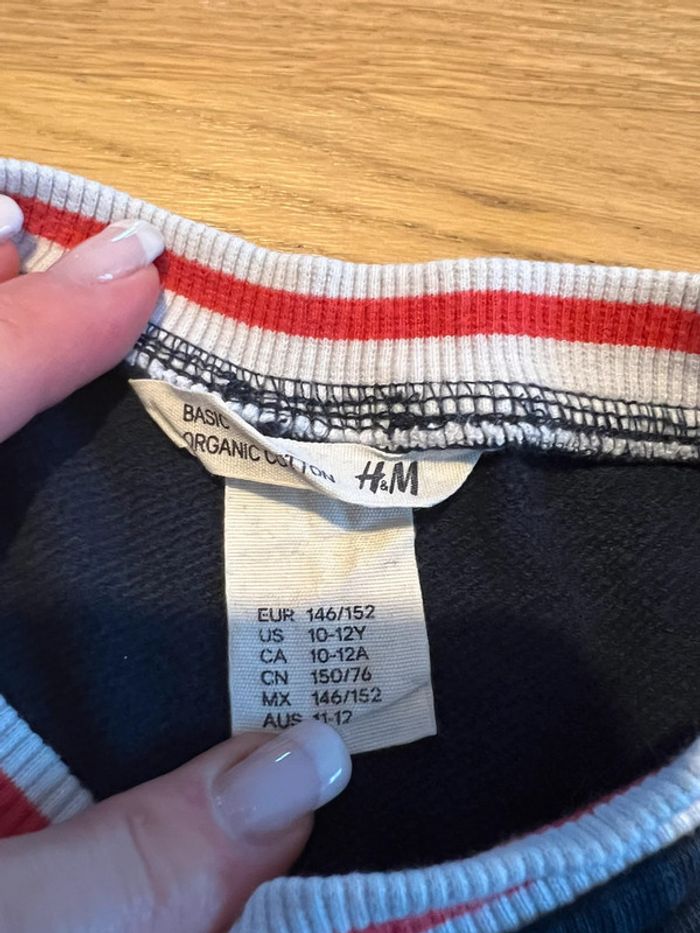 BASIC
ORGANIC COTTON
H&M
EUR 146/152
US 10-12Y
CA 10-12A
CN 150/76
MX 146/152
AUS 11-12